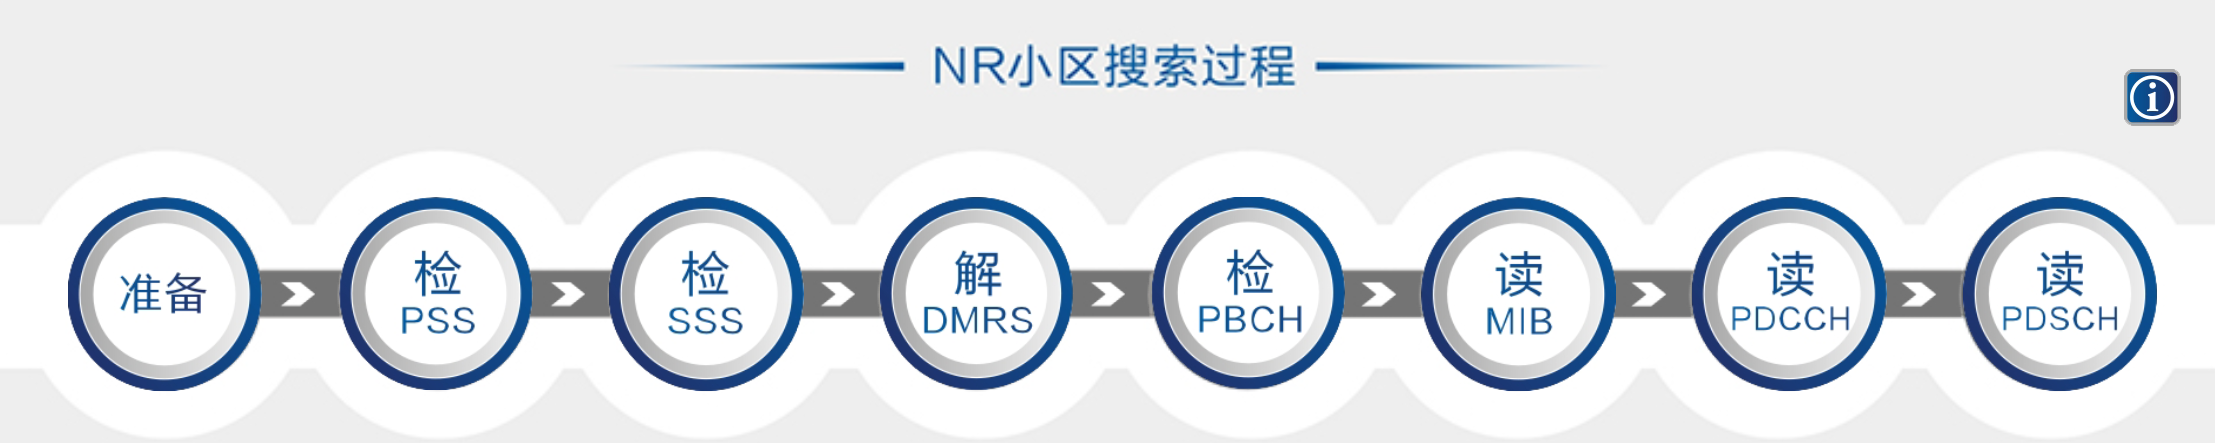 NR小区搜索过程
准备
检
PSS
检
SSS
解
DMRS
检
PBCH
读
MIB
读
PDCCH
读
PDSCH